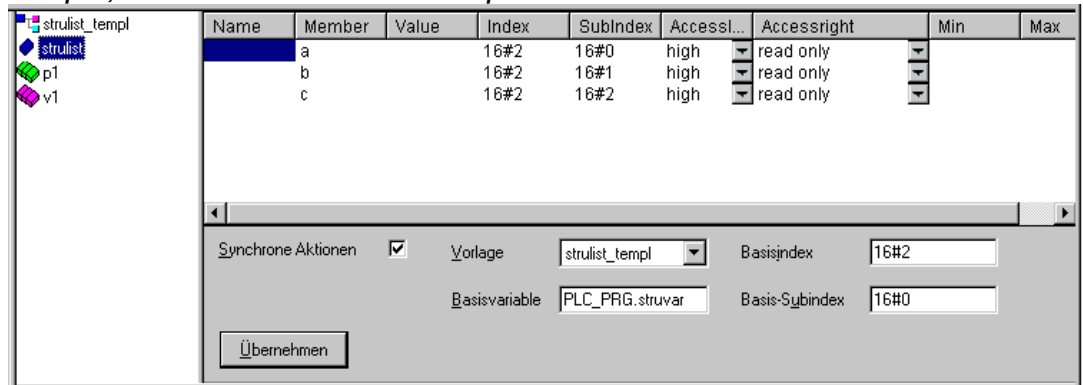 strulist_templ
strulist
p1
v1
Name Member Value Index SubIndex Accessl... Accessright Min Max
a 16#2 16#0 high read only
b 16#2 16#1 high read only
c 16#2 16#2 high read only
Synchrone Aktionen Vorlage strulist_templ Basisindex 16#2
Basisvariable PLC_PRG.struvar Basis-Subindex 16#0
Übernehmen